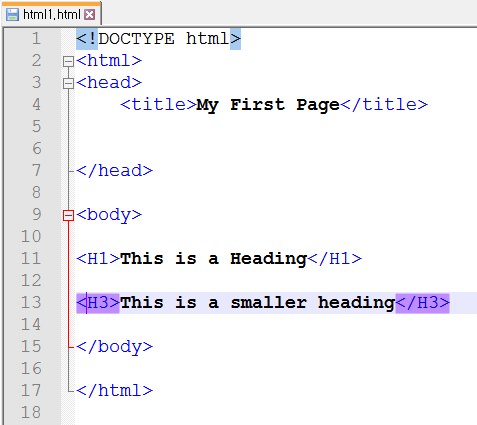 html1.html
1 <!DOCTYPE html>
2 <html>
3 <head>
4 <title>My First Page</title>
5
6
7 </head>
8
9 <body>
10
11 <H1>This is a Heading</H1>
12
13 <H3>This is a smaller heading</H3>
14
15 </body>
16
17 </html>
18